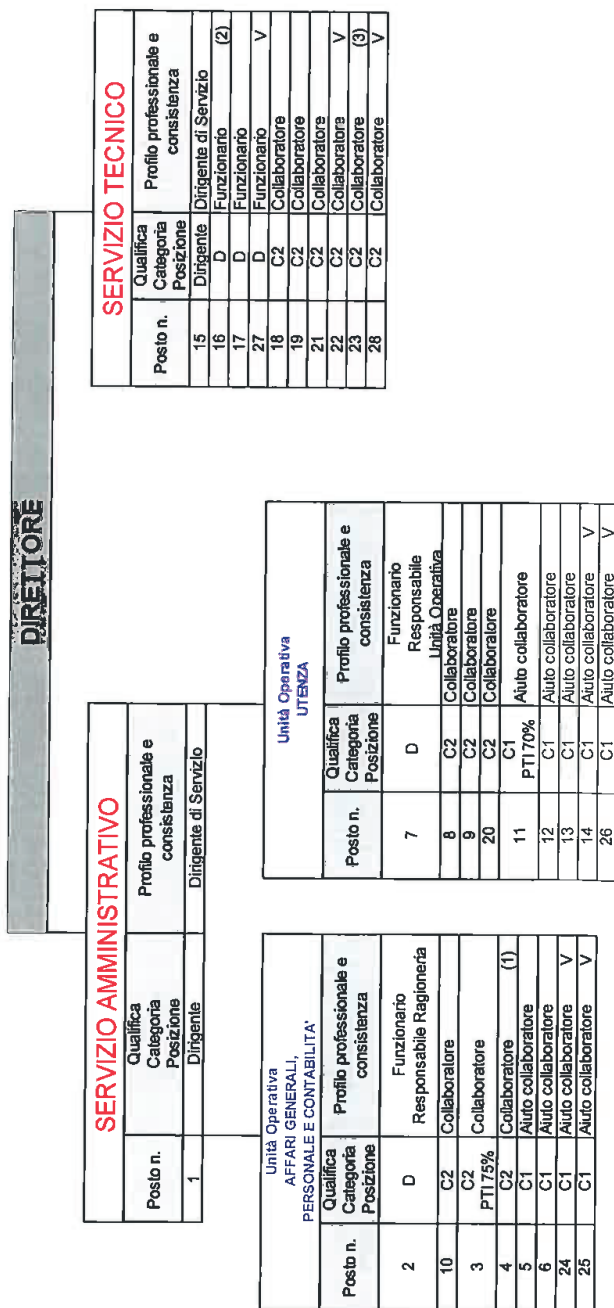 DIRETTORE
SERVIZIO AMMINISTRATIVO
Posto n. Qualifica Categoria Posizione Profilo professionale e consistenza
1 Dirigente Dirigente di Servizio
Unità Operativa
AFFARI GENERALI,
PERSONALE E CONTABILITA'
Posto n. Qualifica Categoria Posizione Profilo professionale e consistenza
2 D Funzionario Responsabile Ragioneria
10 C2 Collaboratore
3 C2 PTI 75% Collaboratore
4 C2 Collaboratore (1)
5 C1 Aiuto collaboratore
6 C1 Aiuto collaboratore
24 C1 Aiuto collaboratore V
25 C1 Aiuto collaboratore V
Unità Operativa
UTENZA
Posto n. Qualifica Categoria Posizione Profilo professionale e consistenza
7 D Funzionario Responsabile Unità Operativa
8 C2 Collaboratore
9 C2 Collaboratore
20 C2 Collaboratore
11 C1 PTI 70% Aiuto collaboratore
12 C1 Aiuto collaboratore
13 C1 Aiuto collaboratore
14 C1 Aiuto collaboratore V
26 C1 Aiuto collaboratore V
SERVIZIO TECNICO
Posto n. Qualifica Categoria Posizione Profilo professionale e consistenza
15 Dirigente Dirigente di Servizio
16 D Funzionario (2)
17 D Funzionario
27 D Funzionario V
18 C2 Collaboratore
19 C2 Collaboratore
21 C2 Collaboratore
22 C2 Collaboratore V
23 C2 Collaboratore (3)
28 C2 Collaboratore V